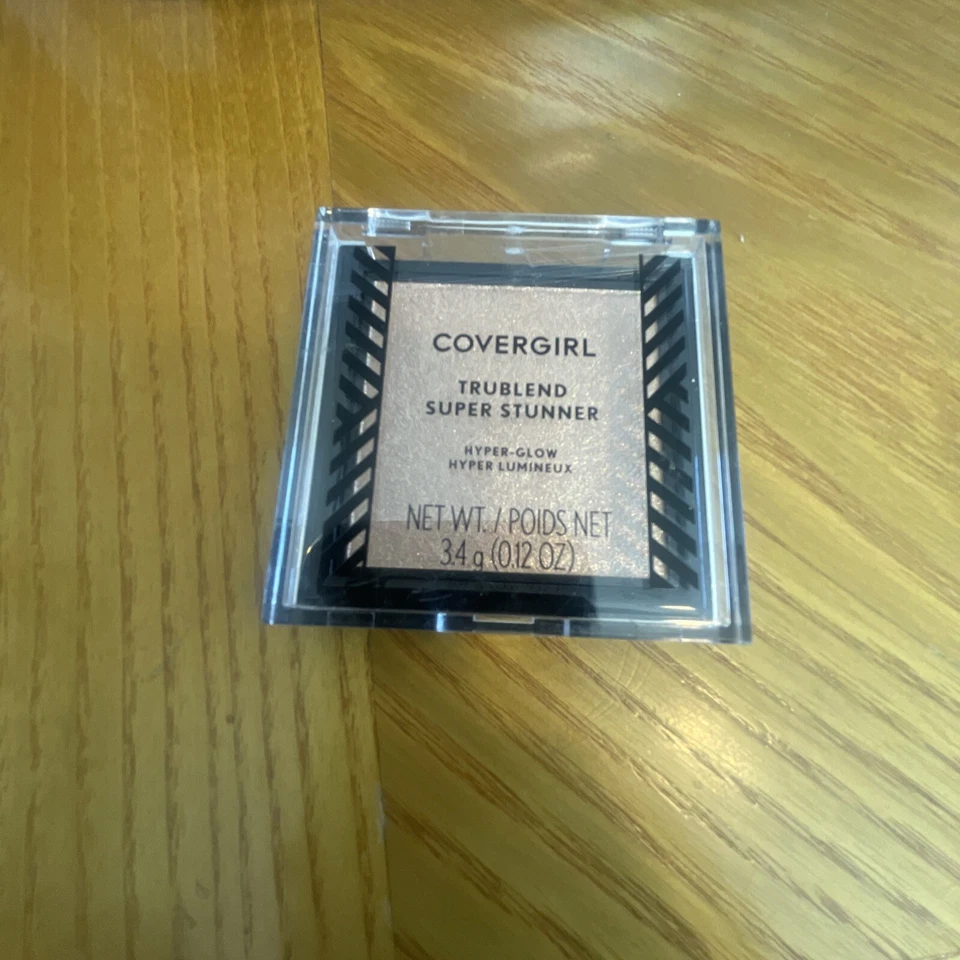 COVERGIRL
TRUBLEND
SUPER STUNNER
HYPER-GLOW
HYPER LUMINEUX
NET WT. / POIDS NET
3.4 g (0.12 OZ)